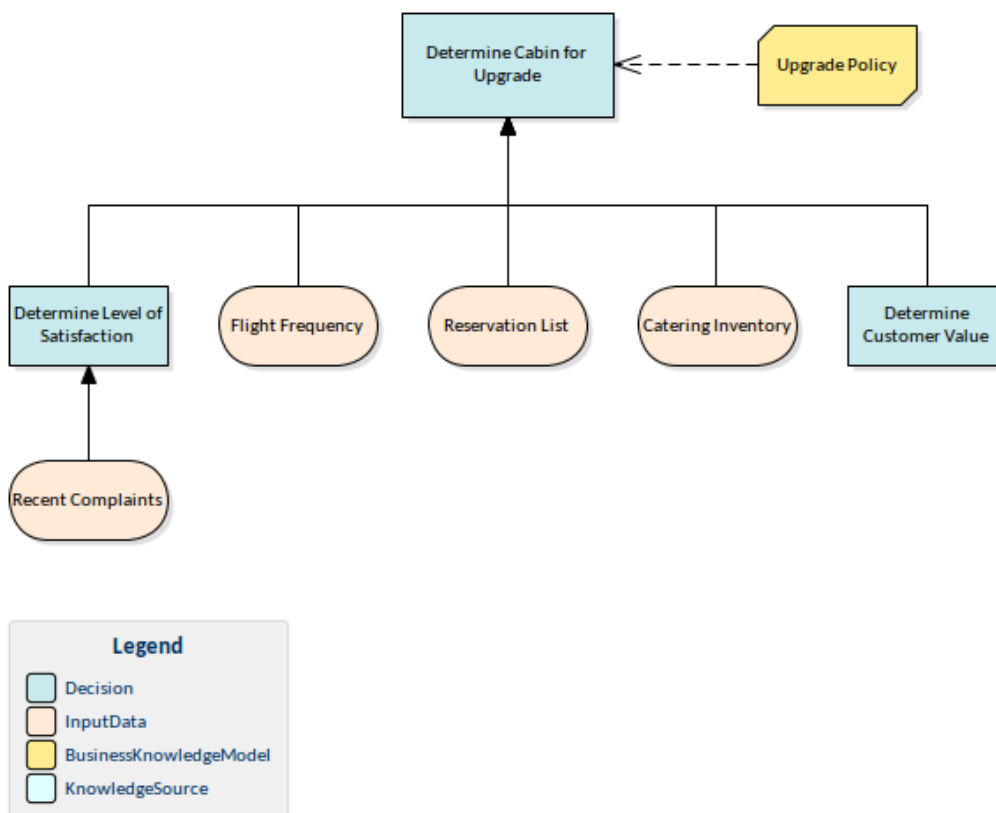 Determine Cabin for
Upgrade
Upgrade Policy
Determine Level of
Satisfaction
Flight Frequency
Reservation List
Catering Inventory
Determine
Customer Value
Recent Complaints
Legend
Decision
InputData
BusinessKnowledgeModel
KnowledgeSource